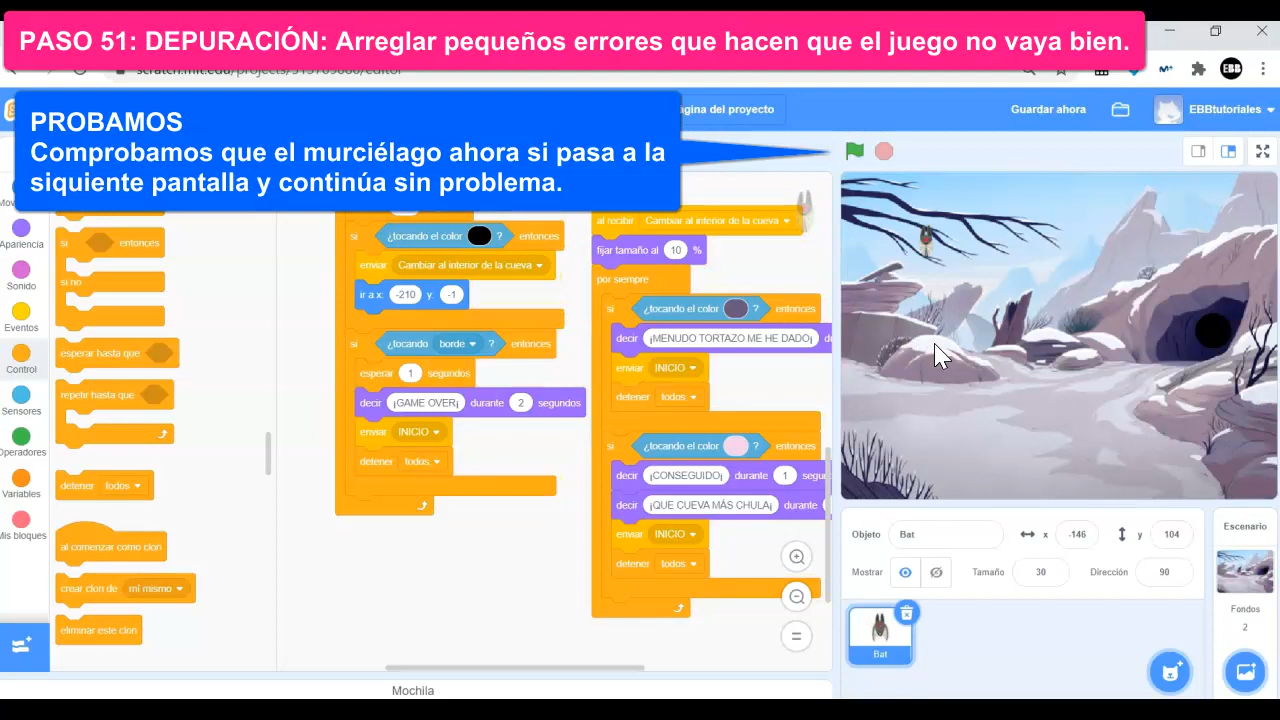 PASO 51: DEPURACIÓN: Arreglar pequeños errores que hacen que el juego no vaya bien.
PROBAMOS
Comprobamos que el murciélago ahora si pasa a la
siquiente pantalla y continúa sin problema.
EBB
Guardar ahora
EBBtutoriales
Apariencia
Sonido
Eventos
Control
Sensores
Operadores
Variables
Mis bloques
si entonces
si no
esperar hasta que
repetir hasta que
detener todos
al comenzar como clon
crear clon de mí mismo
eliminar este clon
si ¿tocando el color ? entonces
enviar Cambiar al interior de la cueva
ir a x: -210 y: -1
si ¿tocando borde ? entonces
esperar 1 segundos
decir ¡GAME OVER¡ durante 2 segundos
enviar INICIO
detener todos
al recibir Cambiar al interior de la cueva
fijar tamaño al 10 %
por siempre
si ¿tocando el color ? entonces
decir ¡MENUDO TORTAZO ME HE DADO¡
enviar INICIO
detener todos
si ¿tocando el color ? entonces
decir ¡CONSEGUIDO¡ durante 1
decir ¡QUE CUEVA MÁS CHULA¡ durante
enviar INICIO
detener todos
Objeto Bat x -146 y 104
Mostrar Tamaño 30 Dirección 90
Bat
Escenario
Fondos
2
Mochila